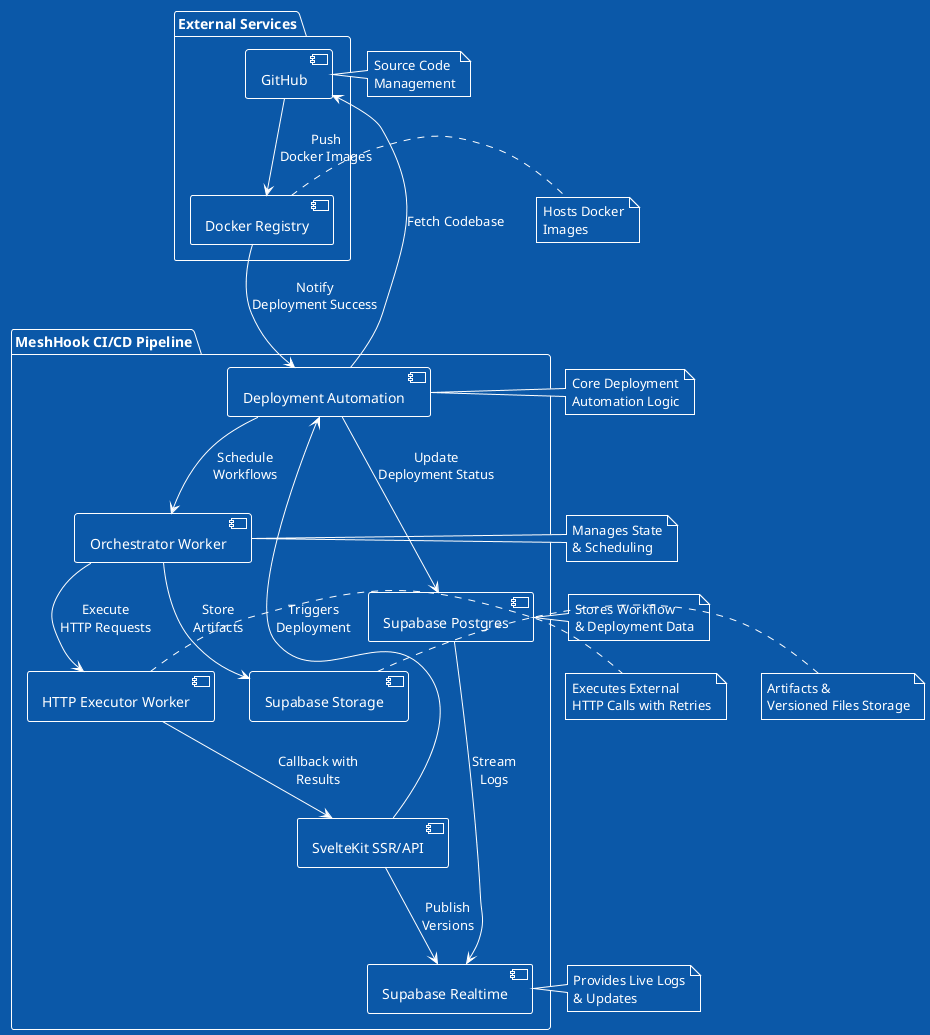 External Services
GitHub
Source Code
Management
Push
Docker Images
Docker Registry
Hosts Docker
Images
Fetch Codebase
Notify
Deployment Success
MeshHook CI/CD Pipeline
Deployment Automation
Core Deployment
Automation Logic
Schedule
Workflows
Update
Deployment Status
Orchestrator Worker
Manages State
& Scheduling
Execute
HTTP Requests
Store
Artifacts
Triggers
Deployment
Supabase Postgres
Stores Workflow
& Deployment Data
HTTP Executor Worker
Supabase Storage
Executes External
HTTP Calls with Retries
Artifacts &
Versioned Files Storage
Callback with
Results
Stream
Logs
SvelteKit SSR/API
Publish
Versions
Supabase Realtime
Provides Live Logs
& Updates